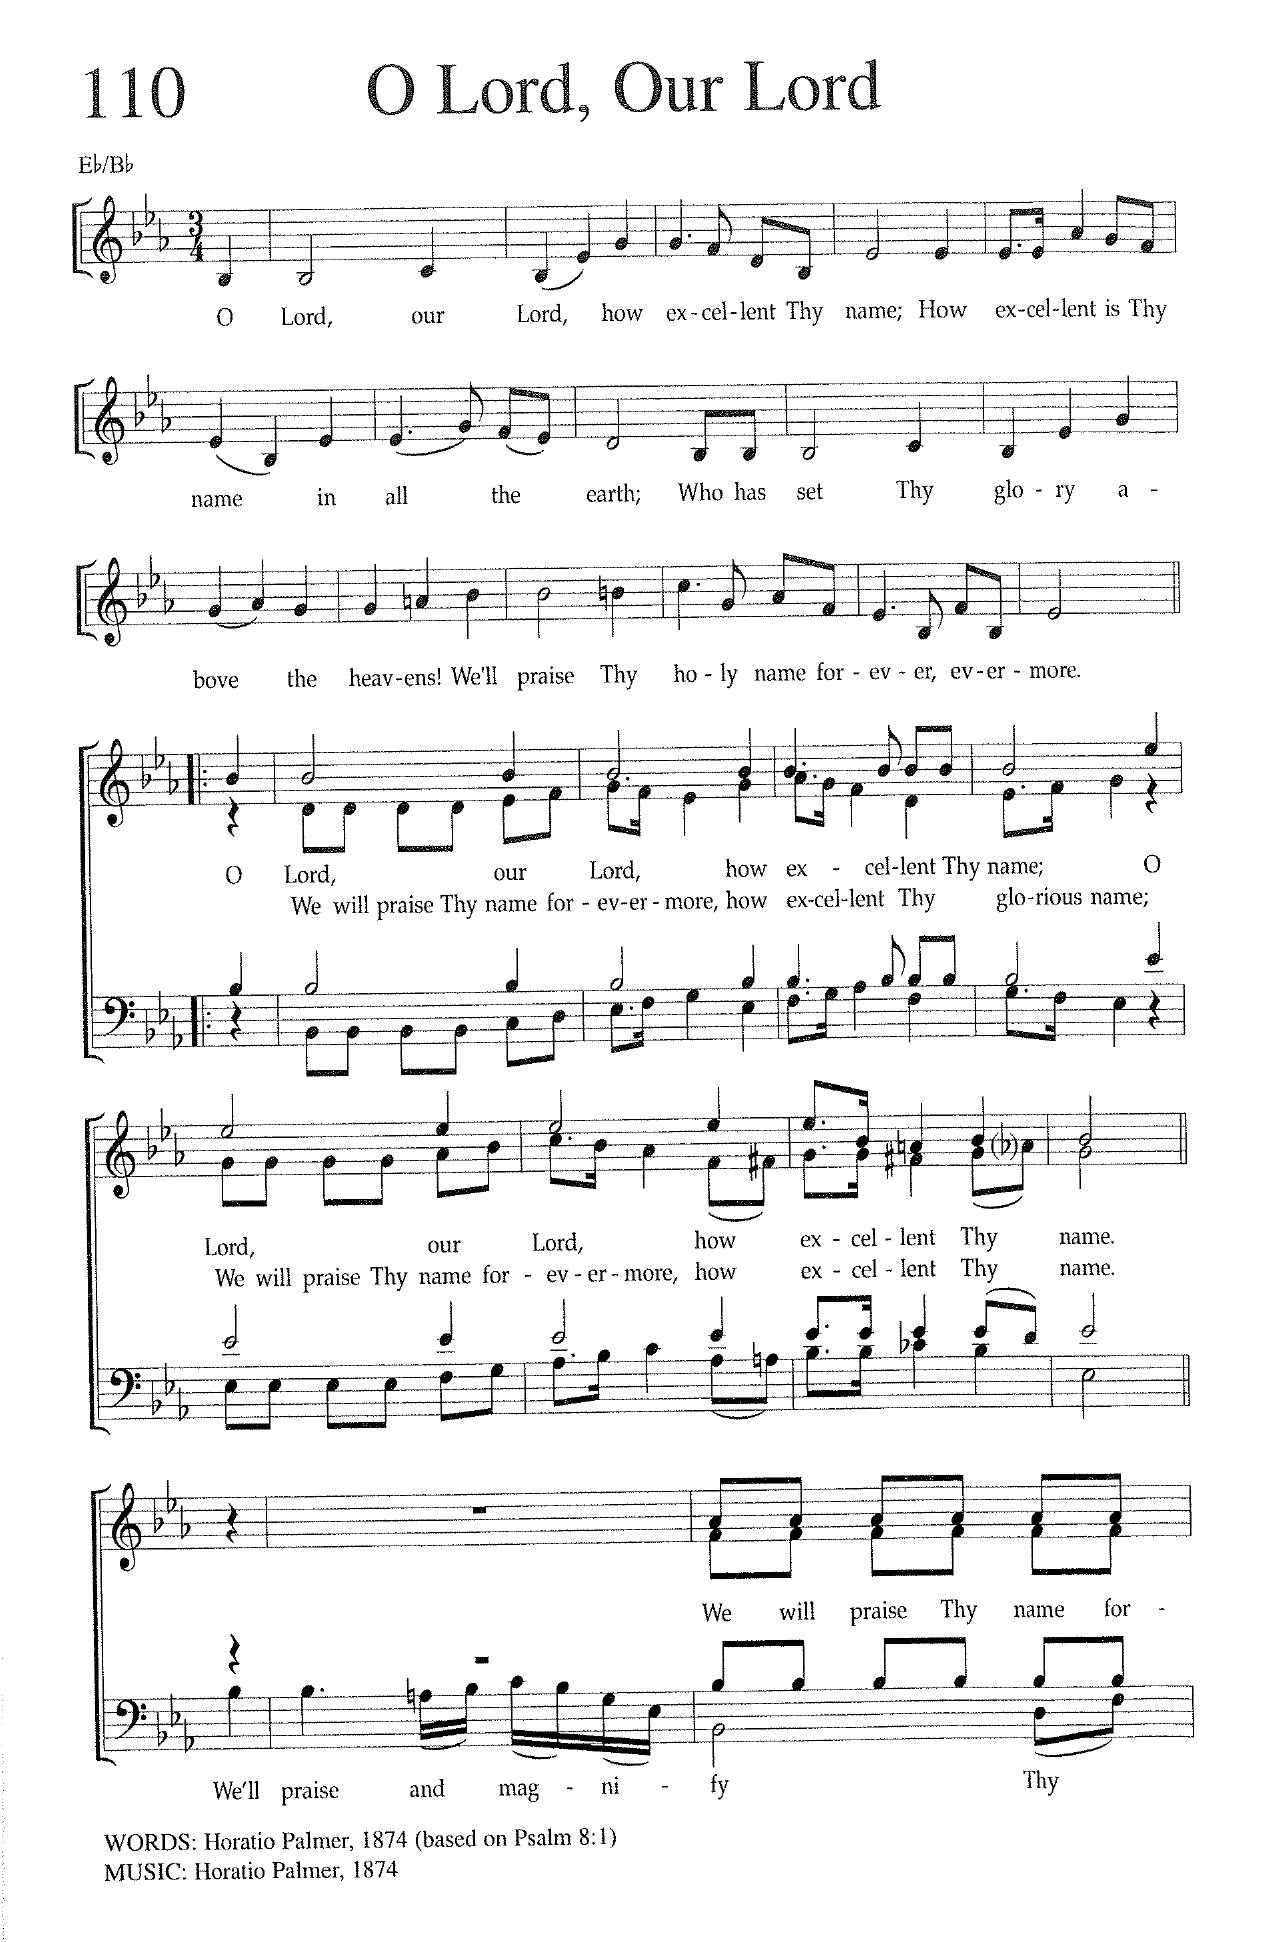 110 O Lord, Our Lord
E♭/B♭
3
4
O Lord, our Lord, how ex-cel-lent Thy name; How ex-cel-lent is Thy
name in all the earth; Who has set Thy glo - ry a -
bove the heav-ens! We'll praise Thy ho - ly name for - ev - er, ev-er - more.
O Lord, our Lord, how ex - cel-lent Thy name; O
We will praise Thy name for - ev-er - more, how ex-cel-lent Thy glo-rious name;
Lord, our Lord, how ex - cel - lent Thy name.
We will praise Thy name for - ev - er - more, how ex - cel - lent Thy name.
We will praise Thy name for -
We'll praise and mag - ni - fy Thy
WORDS: Horatio Palmer, 1874 (based on Psalm 8:1)
MUSIC: Horatio Palmer, 1874